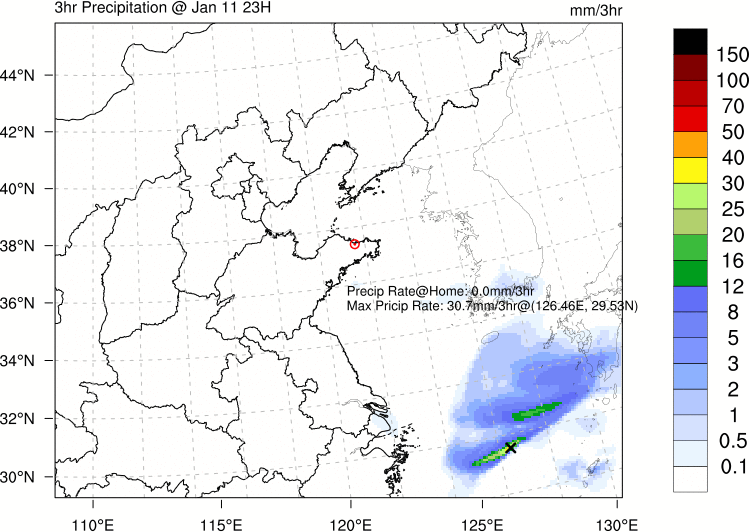 3hr Precipitation @ Jan 11 23H
mm/3hr
150
100
70
50
40
30
25
20
16
12
8
5
3
2
1
0.5
0.1
44°N
42°N
40°N
38°N
36°N
34°N
32°N
30°N
Precip Rate@Home: 0.0mm/3hr
Max Pricip Rate: 30.7mm/3hr@(126.46E, 29.53N)
110°E 115°E 120°E 125°E 130°E